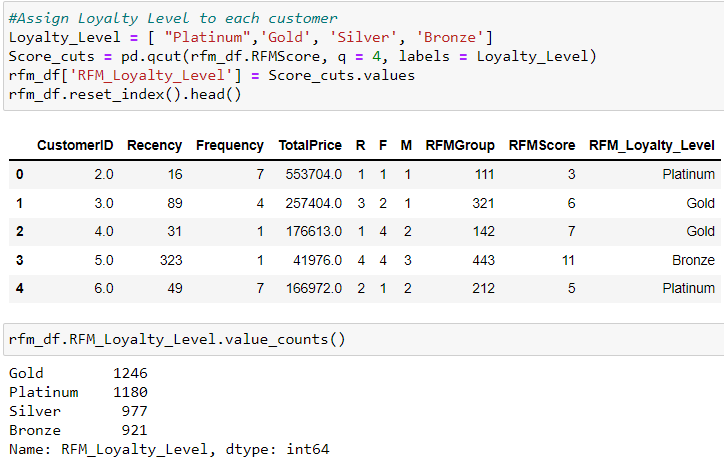 #Assign Loyalty Level to each customer
Loyalty_Level = [ "Platinum",'Gold', 'Silver', 'Bronze']
Score_cuts = pd.qcut(rfm_df.RFMScore, q = 4, labels = Loyalty_Level)
rfm_df['RFM_Loyalty_Level'] = Score_cuts.values
rfm_df.reset_index().head()
CustomerID Recency Frequency TotalPrice R F M RFMGroup RFMScore RFM_Loyalty_Level
0 2.0 16 7 553704.0 1 1 1 111 3 Platinum
1 3.0 89 4 257404.0 3 2 1 321 6 Gold
2 4.0 31 1 176613.0 1 4 2 142 7 Gold
3 5.0 323 1 41976.0 4 4 3 443 11 Bronze
4 6.0 49 7 166972.0 2 1 2 212 5 Platinum
rfm_df.RFM_Loyalty_Level.value_counts()
Gold 1246
Platinum 1180
Silver 977
Bronze 921
Name: RFM_Loyalty_Level, dtype: int64